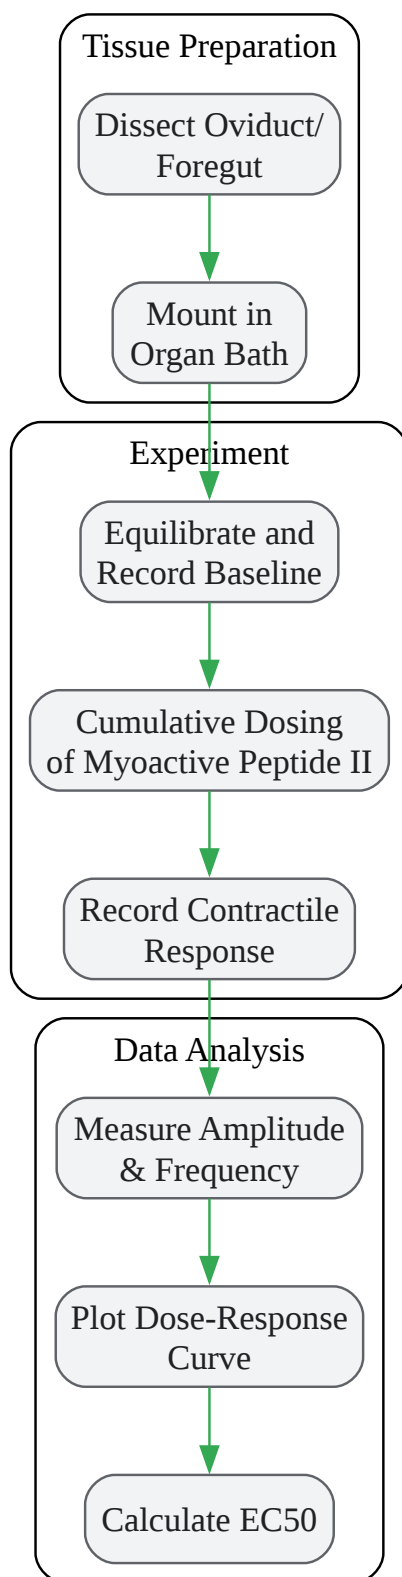 Tissue Preparation
Dissect Oviduct/
Foregut
Mount in
Organ Bath
Experiment
Equilibrate and
Record Baseline
Cumulative Dosing
of Myoactive Peptide II
Record Contractile
Response
Data Analysis
Measure Amplitude
& Frequency
Plot Dose-Response
Curve
Calculate EC50